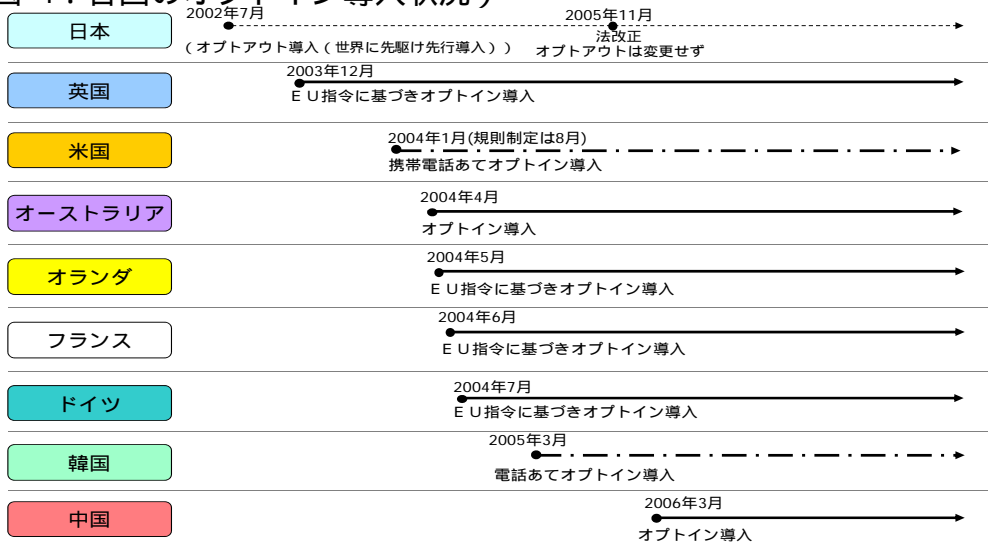 各国のオプトイン導入状況
日本
2002年7月
(オプトアウト導入(世界に先駆け先行導入))
2005年11月
法改正
オプトアウトは変更せず
英国
2003年12月
EU指令に基づきオプトイン導入
米国
2004年1月(規則制定は8月)
携帯電話あてオプトイン導入
オーストラリア
2004年4月
オプトイン導入
オランダ
2004年5月
EU指令に基づきオプトイン導入
フランス
2004年6月
EU指令に基づきオプトイン導入
ドイツ
2004年7月
EU指令に基づきオプトイン導入
韓国
2005年3月
電話あてオプトイン導入
中国
2006年3月
オプトイン導入